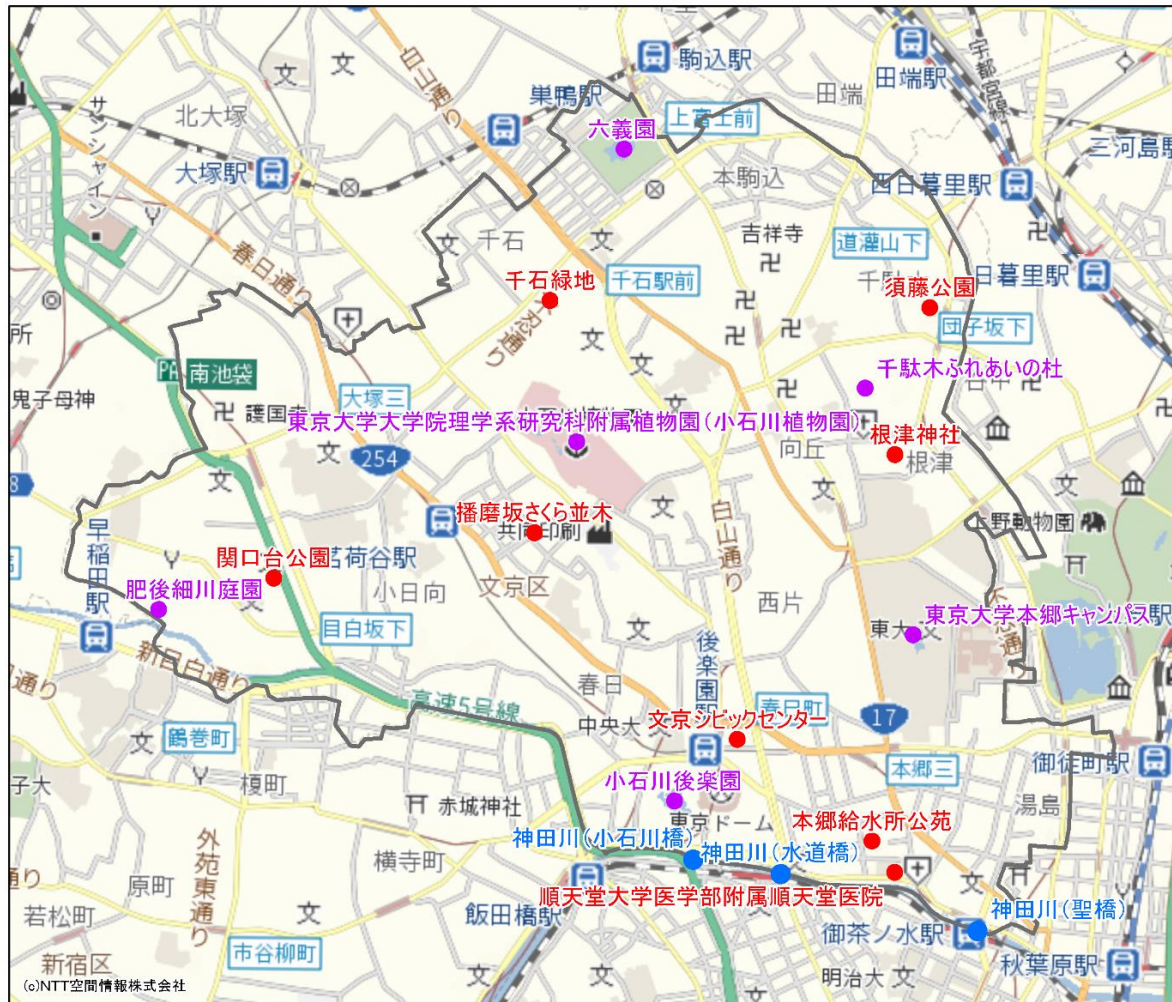 駒込駅
田端駅
宇都宮線
白山通り
巣鴨駅
田端
北大塚
六義園
上富士前
三河島駅
サンシャイン
大塚駅
本駒込
西日暮里駅
吉祥寺
道灌山下
千石
春日通り
千石駅前
日暮里駅
千石緑地
須藤公園
不忍通り
団子坂下
PA
南池袋
大塚三
千駄木ふれあいの杜
鬼子母神
護国寺
東京大学大学院理学系研究科附属植物園(小石川植物園)
根津神社
向丘
根津
254
8
播磨坂さくら並木
共同印刷
白山通り
上野動物園
早稲田駅
関口台公園
茗荷谷駅
文京区
肥後細川庭園
小日向
西片
東京大学本郷キャンパス
東大
目白坂下
後楽園駅
新目白通り
春日
高速5号線
文京シビックセンター
春日町
17
中央大
鶴巻町
本郷三
御徒町駅
小石川後楽園
榎町
湯島
赤城神社
東京ドーム
本郷給水所公苑
神田川(小石川橋)
神田川(水道橋)
外苑東通り
横寺町
原町
順天堂大学医学部附属順天堂医院
若松町
飯田橋駅
神田川(聖橋)
御茶ノ水駅
市谷柳町
秋葉原駅
新宿区
明治大
(c)NTT空間情報株式会社